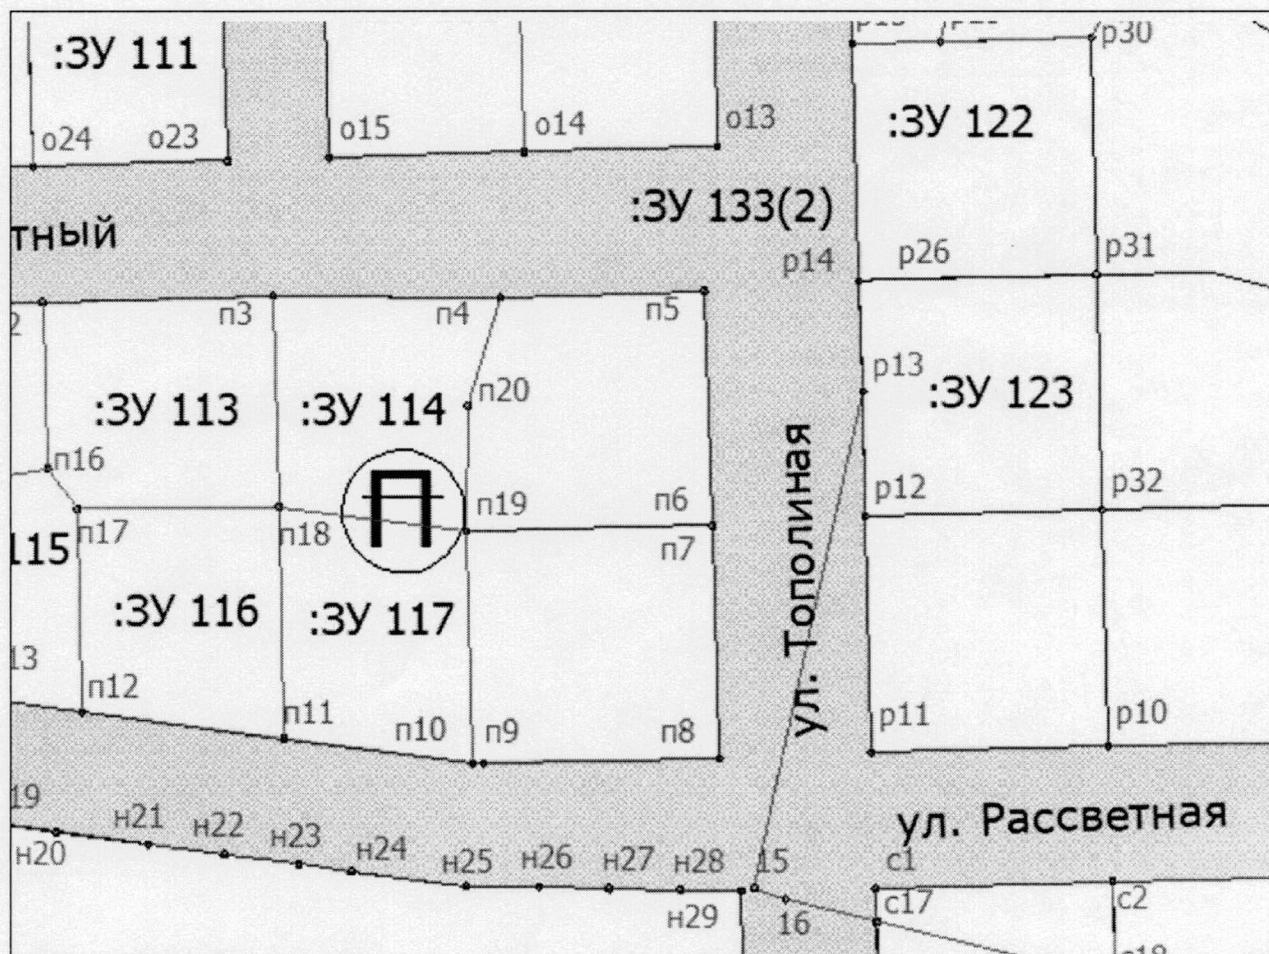 р30
:ЗУ 111
:ЗУ 122
о24
о23
о15
о14
о13
:ЗУ 133(2)
тный
р14
р26
р31
2
п3
п4
п5
р13
п20
:ЗУ 113
:ЗУ 114
:ЗУ 123
п16
П
п17
п18
п19
п6
р12
р32
115
п7
ул. Тополиная
:ЗУ 116
:ЗУ 117
13
п12
п11
п10
п9
п8
р11
р10
19
н21
н22
н23
н24
ул. Рассветная
н20
н25
н26
н27
н28
15
с1
н29
16
с17
с2
с18